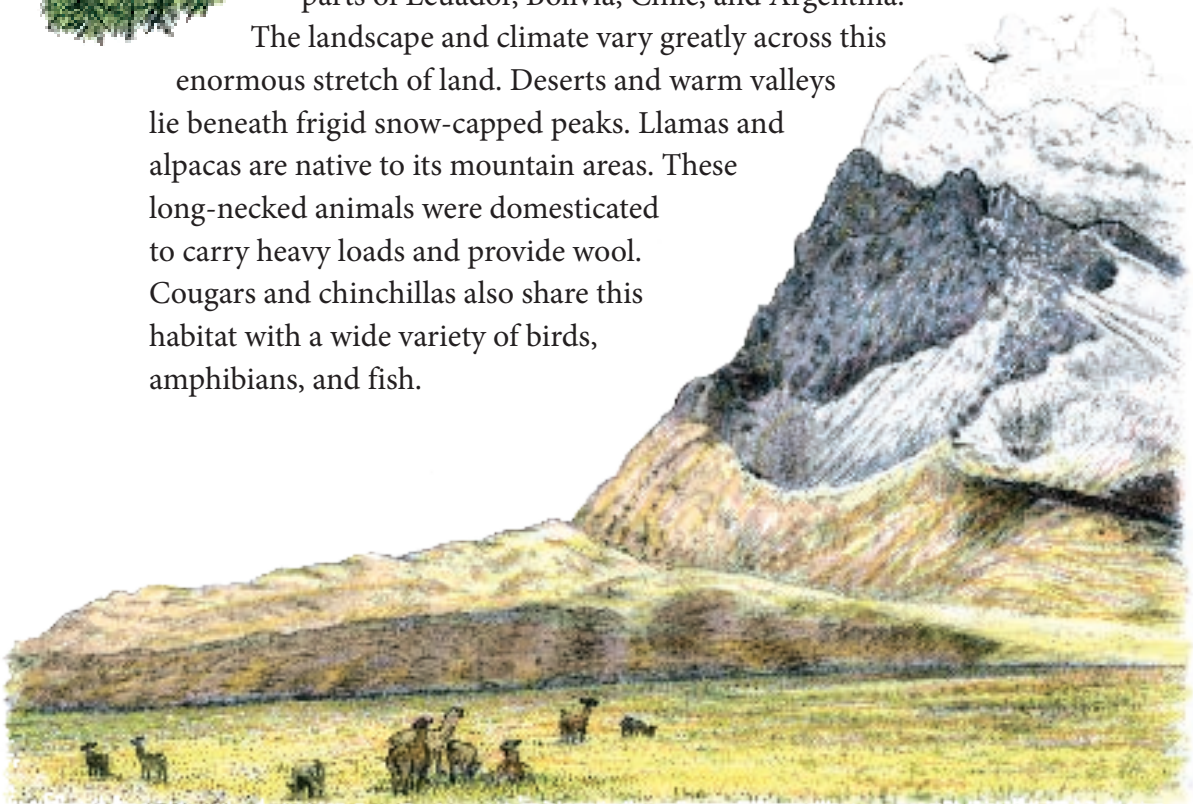 parts of Ecuador, Bolivia, Chile, and Argentina.
The landscape and climate vary greatly across this
enormous stretch of land. Deserts and warm valleys
lie beneath frigid snow-capped peaks. Llamas and
alpacas are native to its mountain areas. These
long-necked animals were domesticated
to carry heavy loads and provide wool.
Cougars and chinchillas also share this
habitat with a wide variety of birds,
amphibians, and fish.